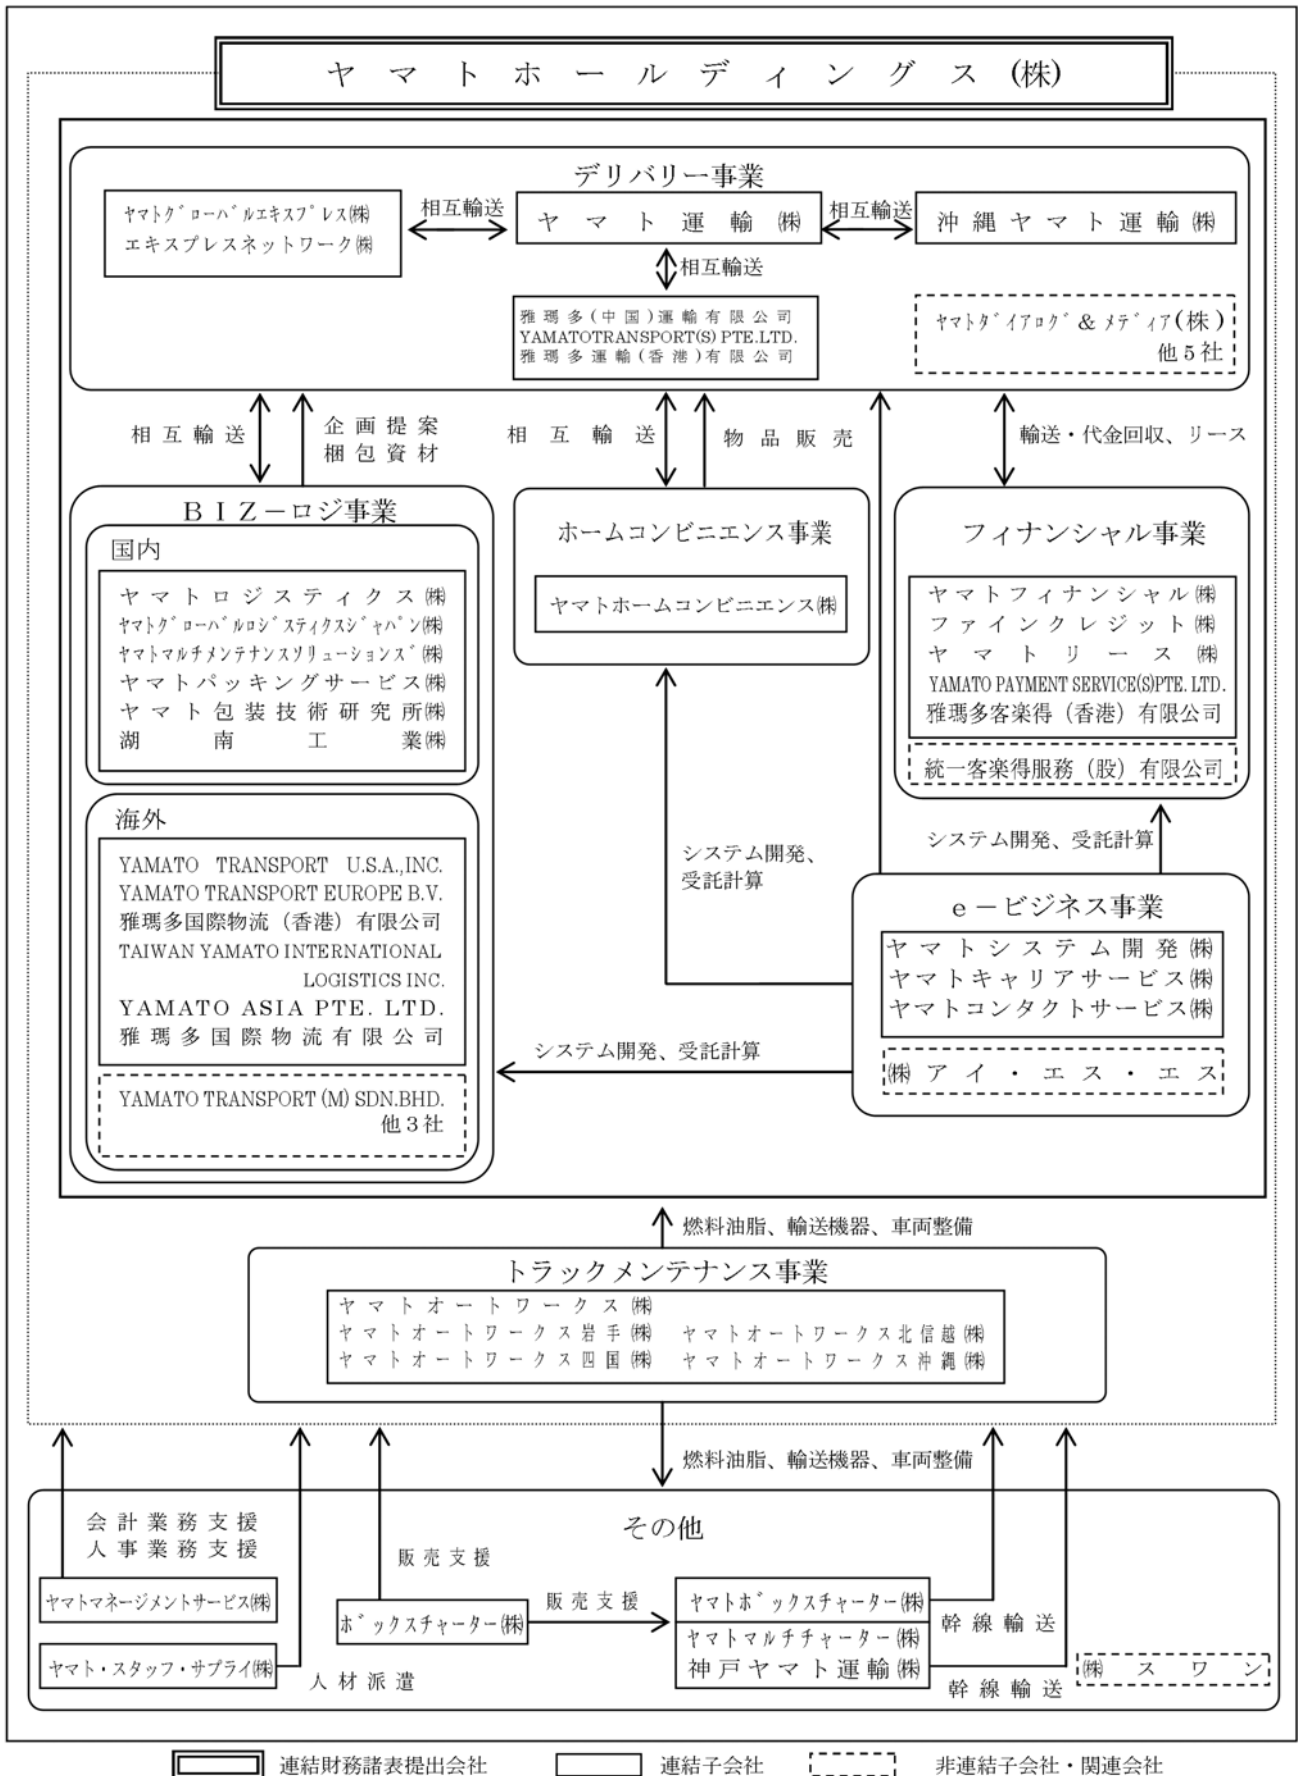 ヤマトホールディングス(株)
デリバリー事業
ヤマトグローバルエキスプレス㈱
エキスプレスネットワーク㈱
相互輸送
ヤマト運輸㈱
相互輸送
沖縄ヤマト運輸㈱
相互輸送
雅瑪多(中国)運輸有限公司
YAMATOTRANSPORT(S) PTE.LTD.
雅瑪多運輸(香港)有限公司
ヤマトダイアログ&メディア(株)
他5社
相互輸送
企画提案
梱包資材
相互輸送
物品販売
輸送・代金回収、リース
BIZ-ロジ事業
国内
ヤマトロジスティクス㈱
ヤマトグローバルロジスティクスジャパン㈱
ヤマトマルチメンテナンスソリューションズ㈱
ヤマトパッキングサービス㈱
ヤマト包装技術研究所㈱
湖南工業㈱
海外
YAMATO TRANSPORT U.S.A.,INC.
YAMATO TRANSPORT EUROPE B.V.
雅瑪多国際物流(香港)有限公司
TAIWAN YAMATO INTERNATIONAL
LOGISTICS INC.
YAMATO ASIA PTE. LTD.
雅瑪多国際物流有限公司
YAMATO TRANSPORT (M) SDN.BHD.
他3社
ホームコンビニエンス事業
ヤマトホームコンビニエンス㈱
フィナンシャル事業
ヤマトフィナンシャル㈱
ファインクレジット㈱
ヤマトリース㈱
YAMATO PAYMENT SERVICE(S)PTE. LTD.
雅瑪多客楽得(香港)有限公司
統一客楽得服務(股)有限公司
システム開発、受託計算
システム開発、
受託計算
e-ビジネス事業
ヤマトシステム開発㈱
ヤマトキャリアサービス㈱
ヤマトコンタクトサービス㈱
㈱アイ・エス・エス
システム開発、受託計算
燃料油脂、輸送機器、車両整備
トラックメンテナンス事業
ヤマトオートワークス㈱
ヤマトオートワークス岩手㈱ ヤマトオートワークス北信越㈱
ヤマトオートワークス四国㈱ ヤマトオートワークス沖縄㈱
燃料油脂、輸送機器、車両整備
その他
会計業務支援
人事業務支援
ヤマトマネージメントサービス㈱
ヤマト・スタッフ・サプライ㈱
人材派遣
販売支援
ボックスチャーター㈱
販売支援
ヤマトボックスチャーター㈱
ヤマトマルチチャーター㈱
神戸ヤマト運輸㈱
幹線輸送
幹線輸送
㈱スワン
連結財務諸表提出会社 連結子会社 非連結子会社・関連会社